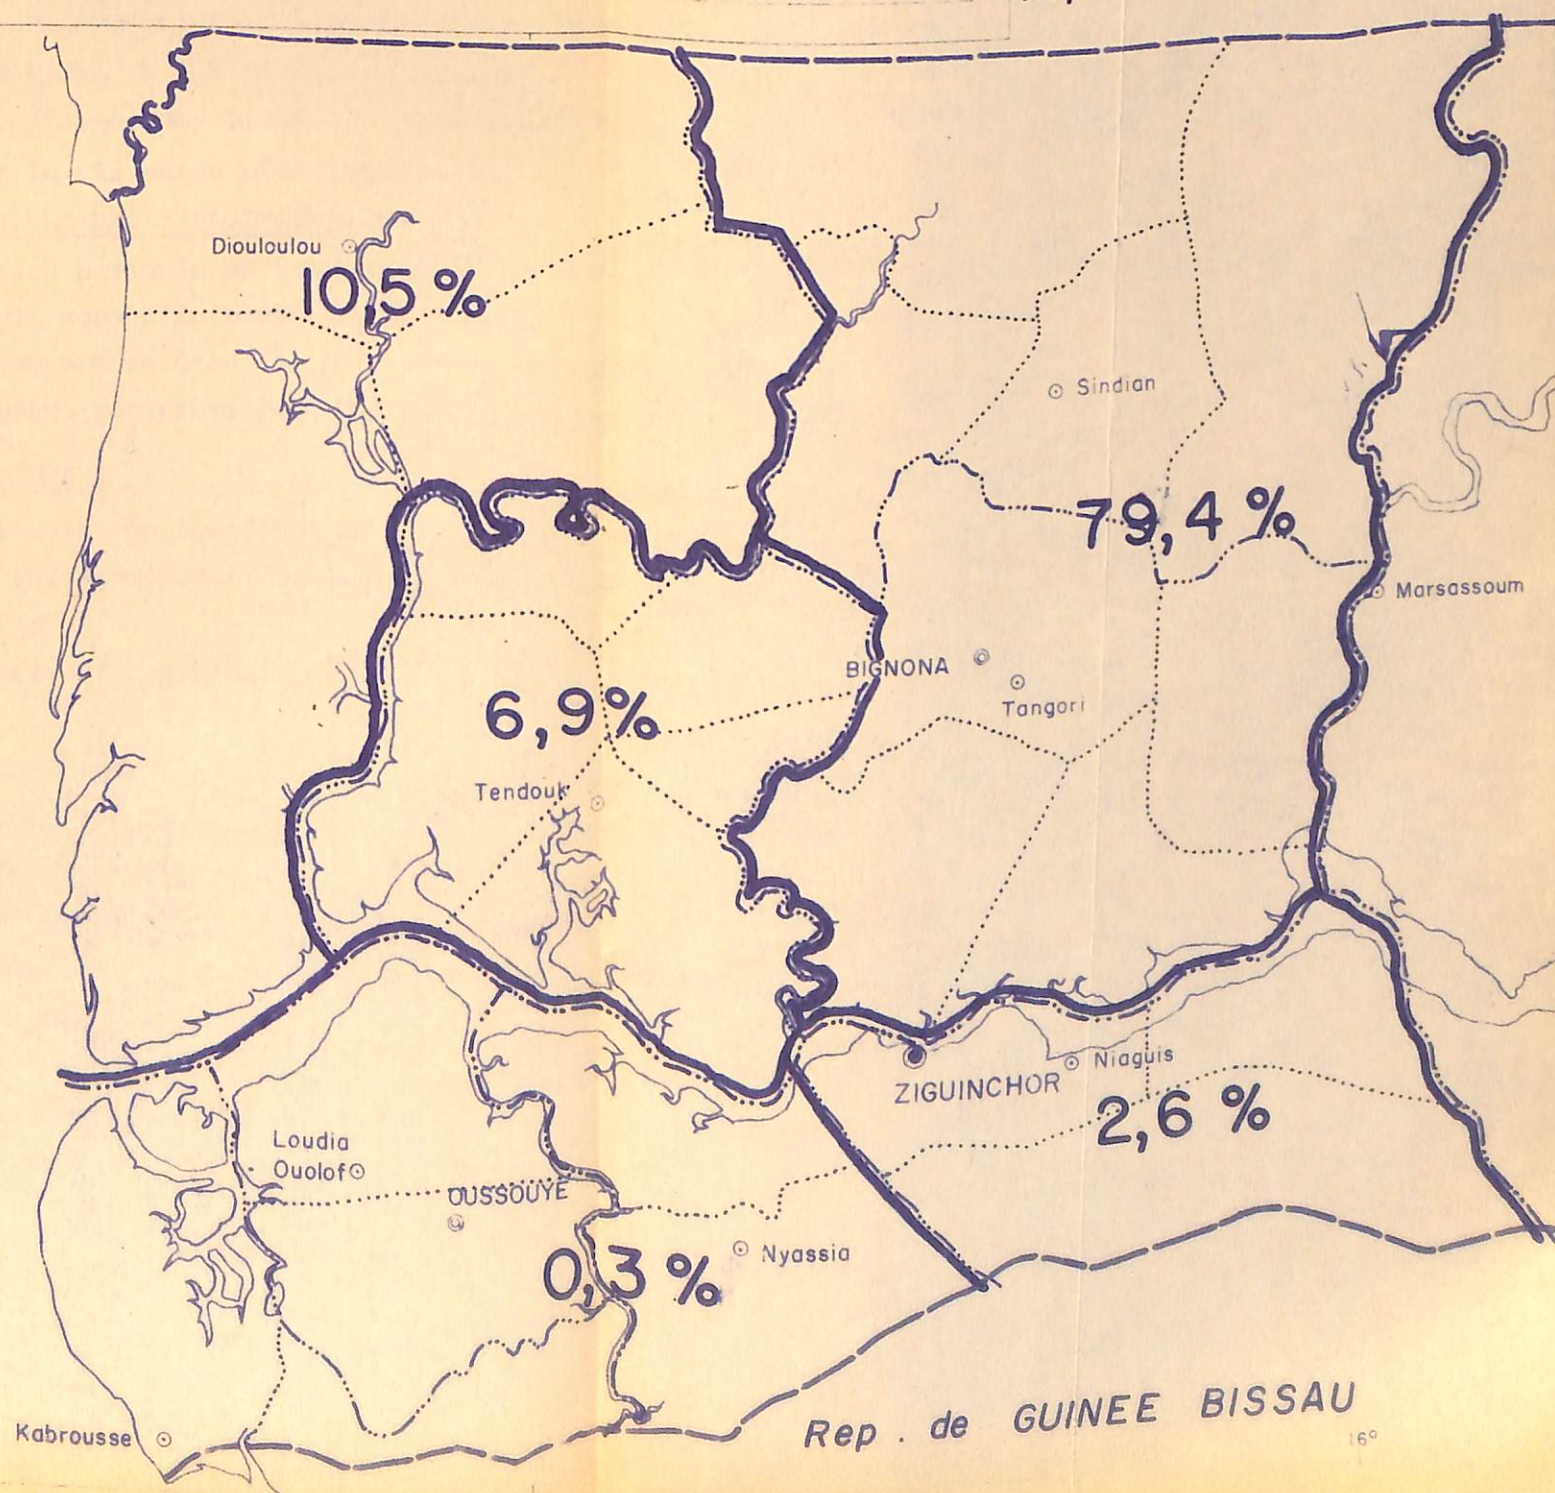 Diouloulou
10,5 %
Sindian
79,4 %
Marsassoum
BIGNONA
Tangori
6,9 %
Tendouk
Niaguis
ZIGUINCHOR
2,6 %
Loudia
Ouolof
OUSSOUYE
Nyassia
0,3 %
Rep. de GUINEE BISSAU
Kabrousse
16°